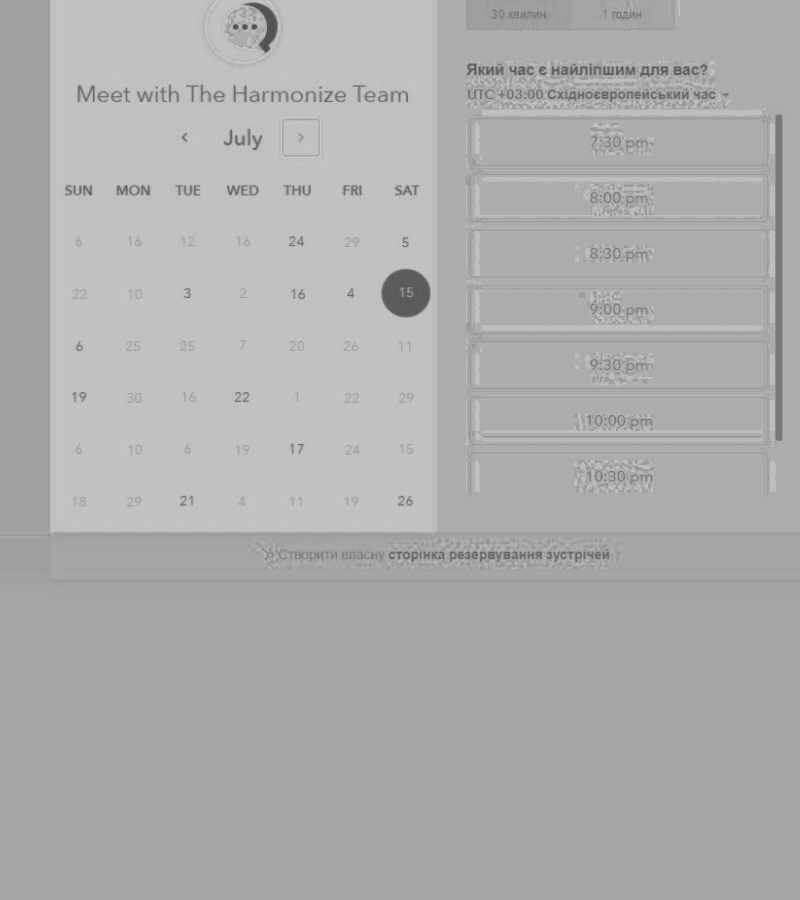 Meet with The Harmonize Team
July
SUN MON TUE WED THU FRI SAT
6 16 12 16 24 29 5
22 10 3 2 16 4 15
6 25 25 7 20 26 11
19 30 16 22 1 22 29
6 10 6 19 17 24 15
18 29 21 4 11 19 26
30 хвилин 1 годин
Який час є найліпшим для вас?
UTC +03:00 Східноєвропейський час
7:30 pm
8:00 pm
8:30 pm
9:00 pm
9:30 pm
10:00 pm
10:30 pm
Створити власну сторінка резервування зустрічей